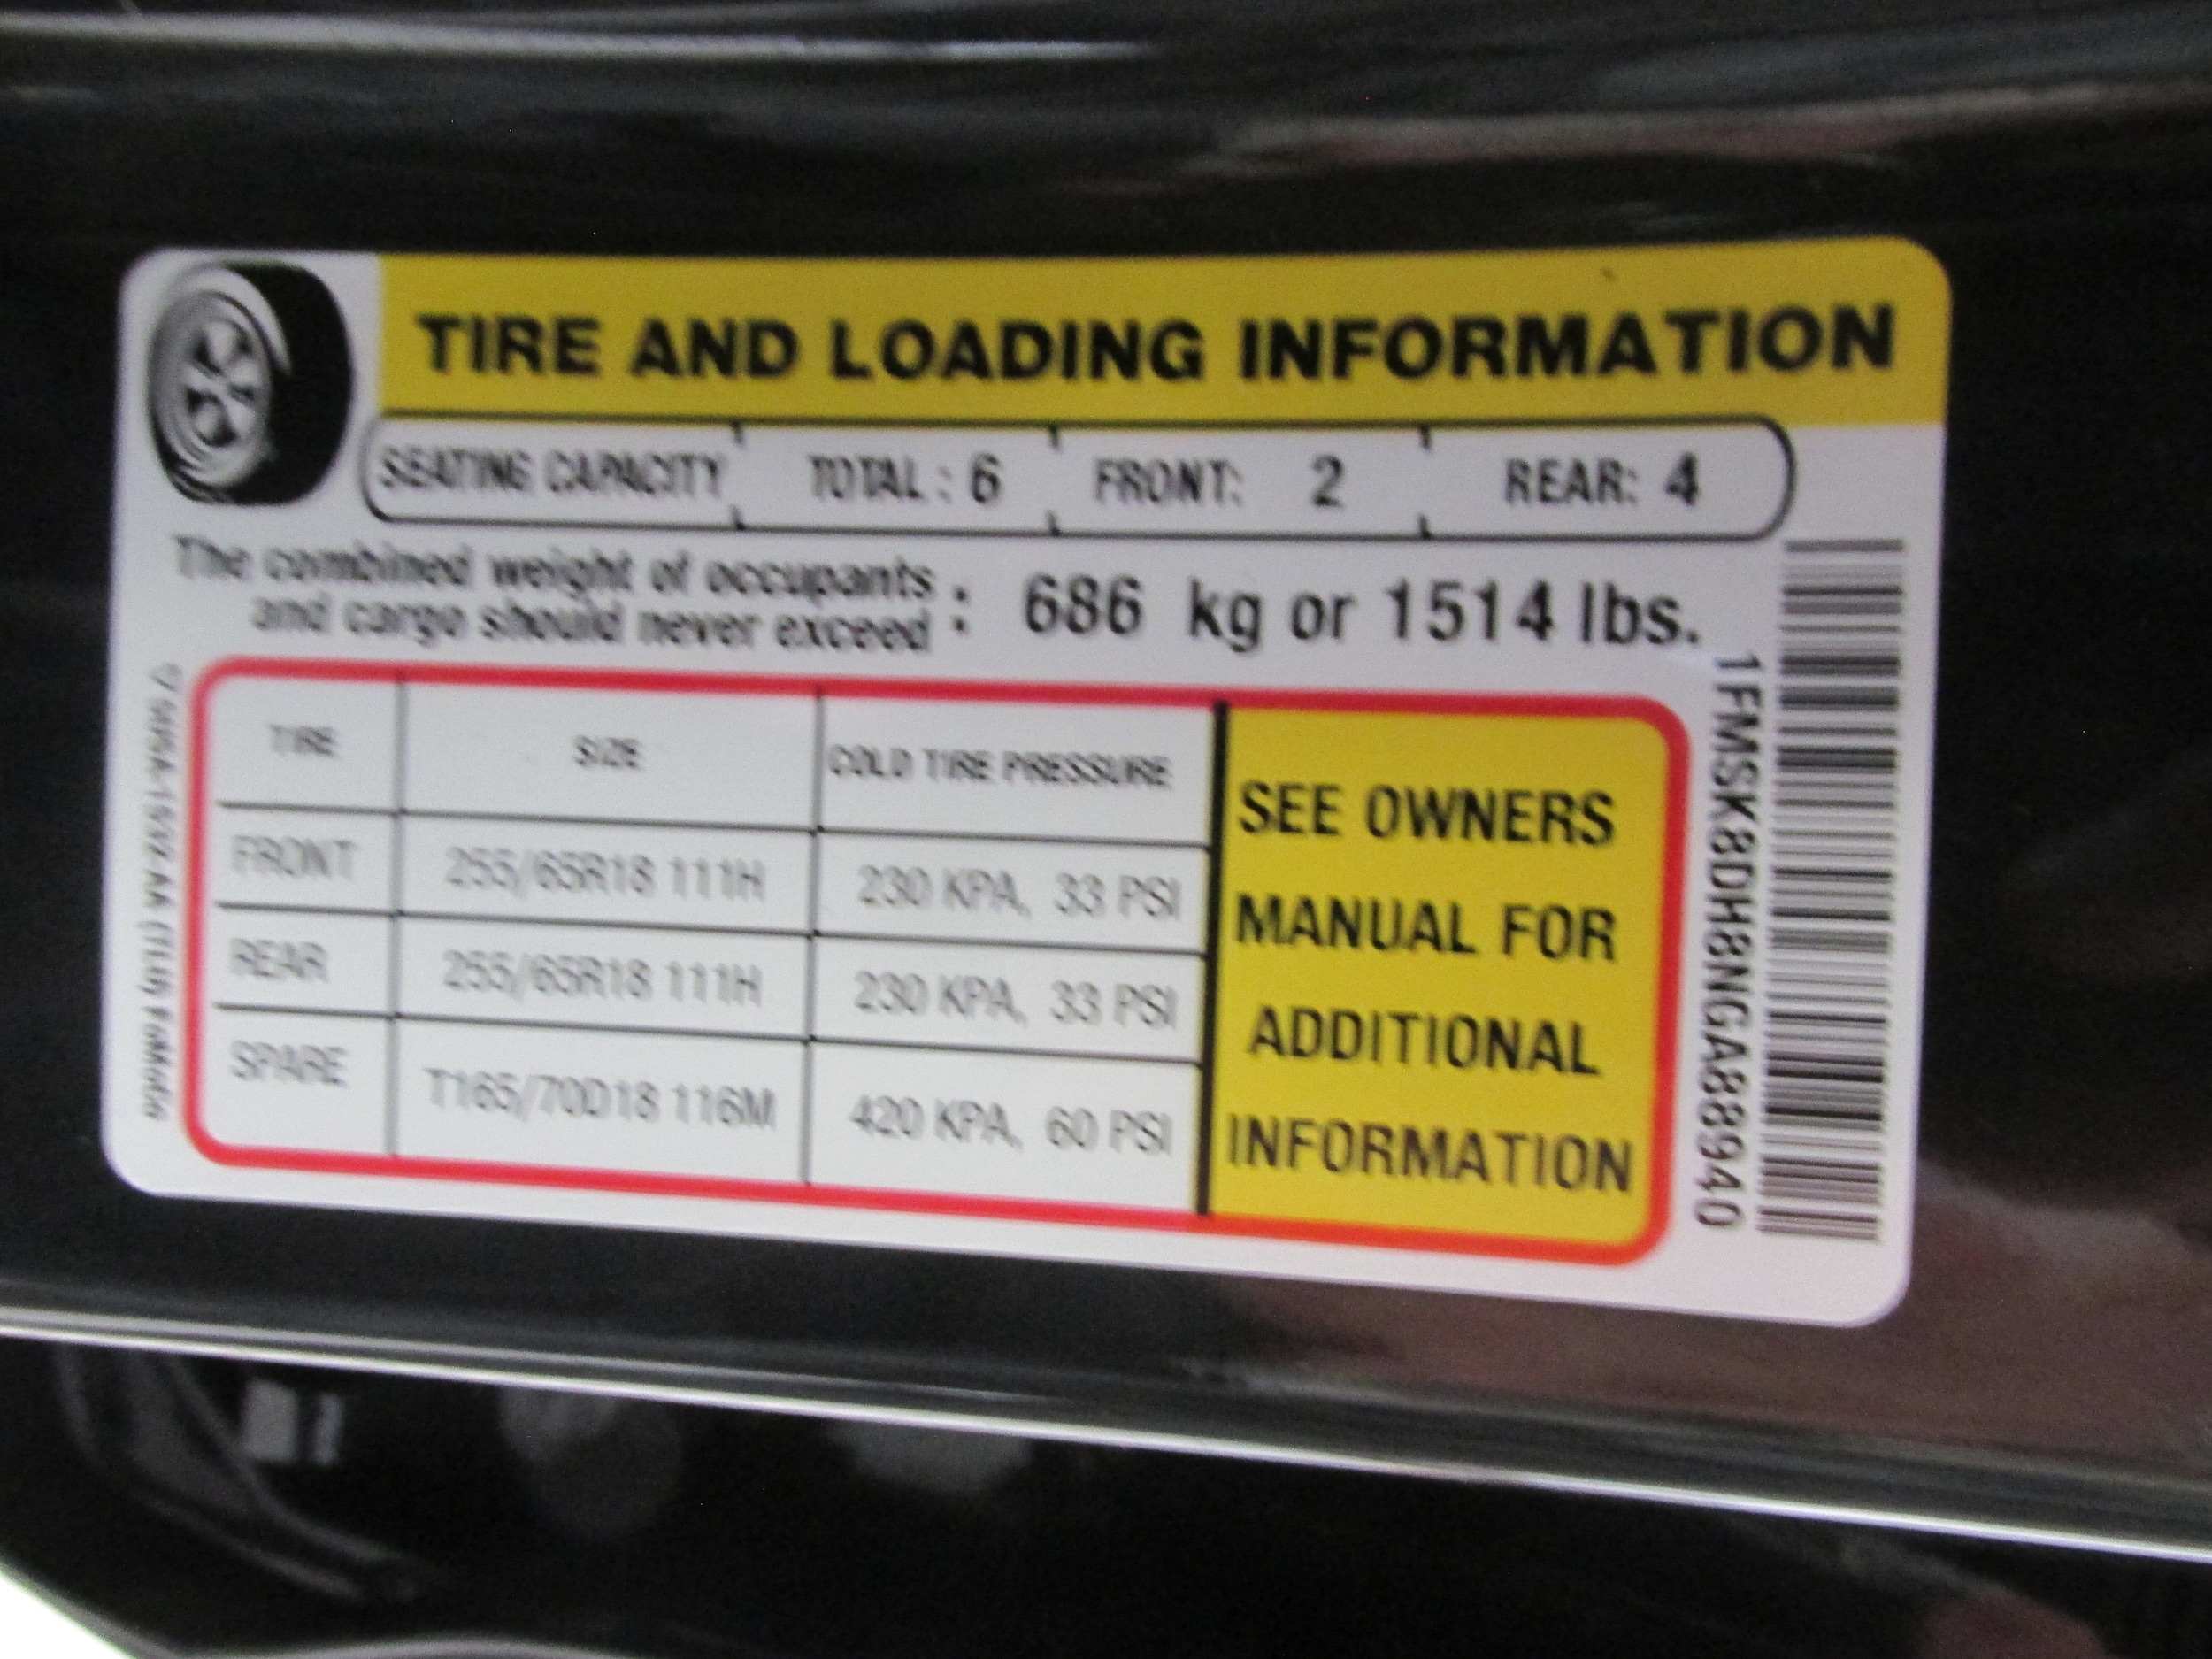 TIRE AND LOADING INFORMATION
SEATING CAPACITY TOTAL : 6 FRONT: 2 REAR: 4
The combined weight of occupants
and cargo should never exceed : 686 kg or 1514 lbs.
TIRE SIZE COLD TIRE PRESSURE
FRONT 255/65R18 111H 230 KPA, 33 PSI
REAR 255/65R18 111H 230 KPA, 33 PSI
SPARE T165/70D18 116M 420 KPA, 60 PSI
SEE OWNERS
MANUAL FOR
ADDITIONAL
INFORMATION
1FMSK8DH8NGA88940